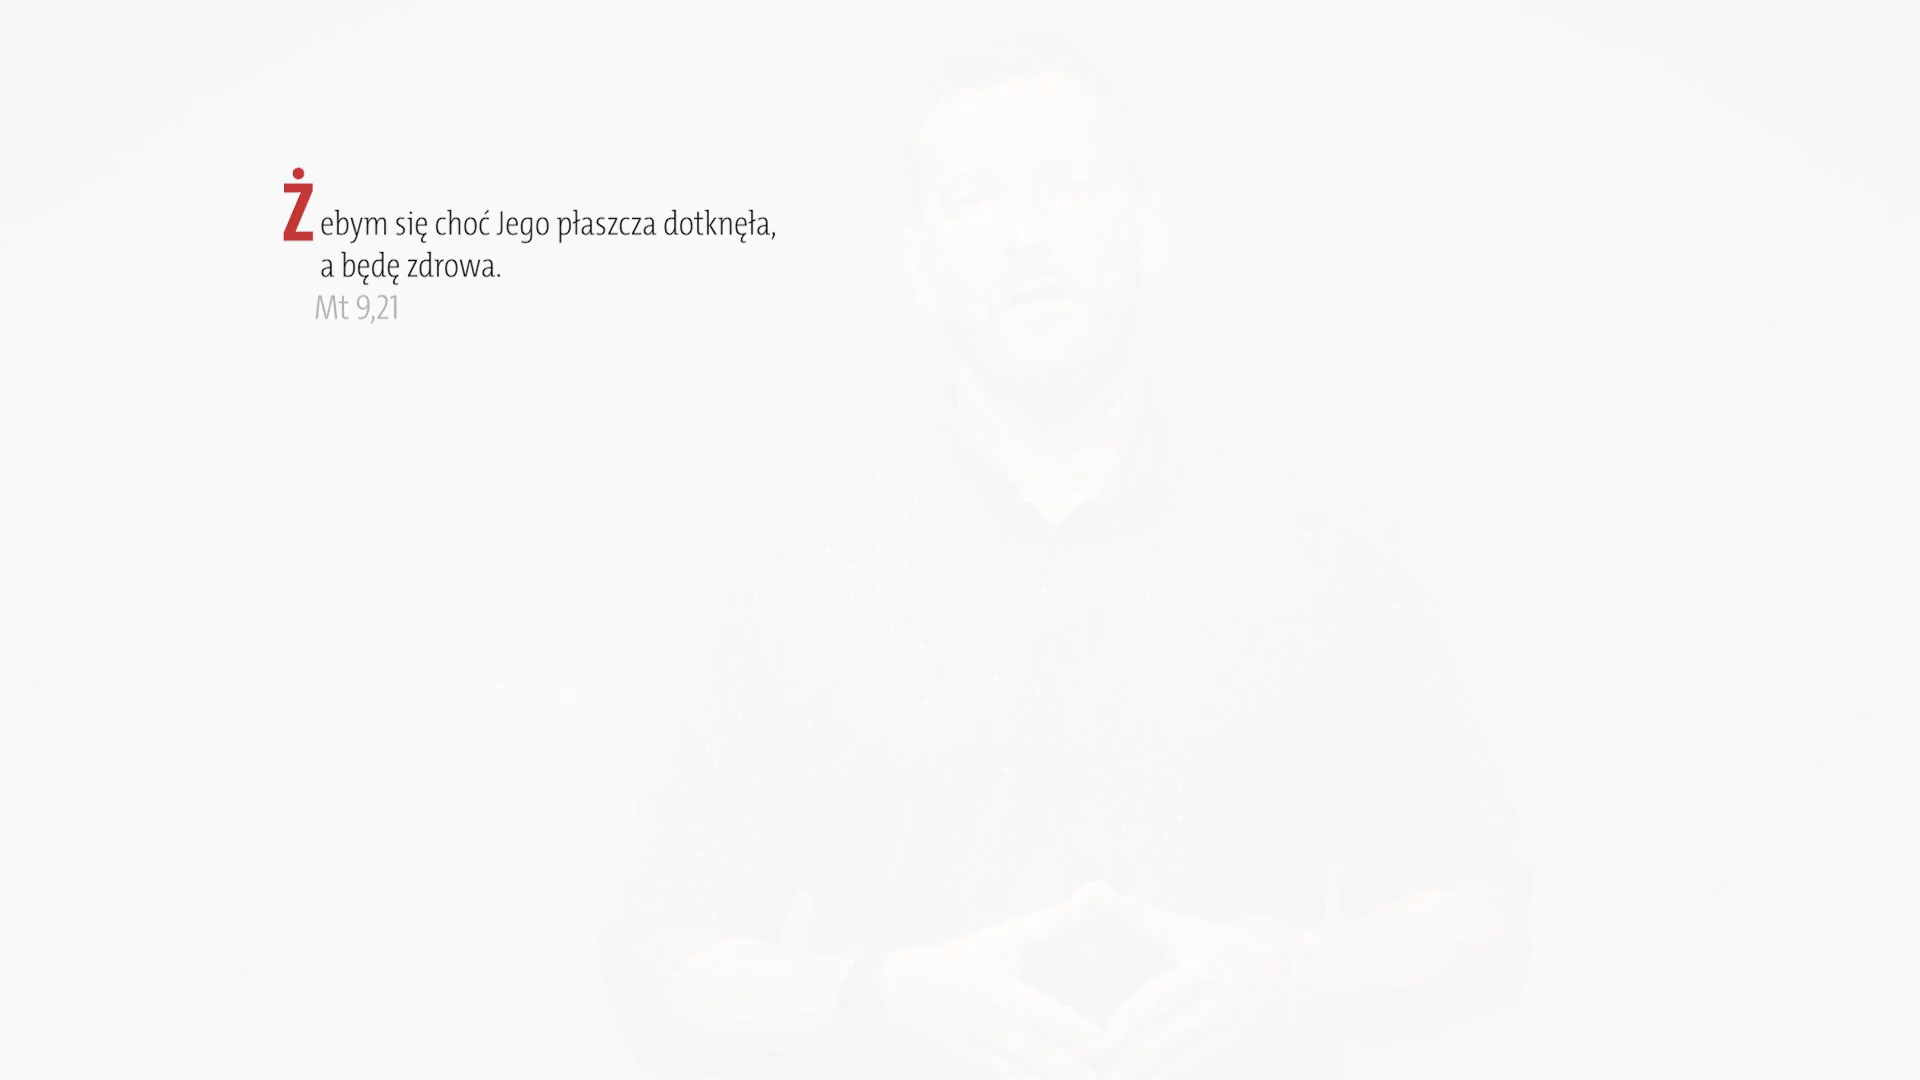 Żebym się choć Jego płaszcza dotknęła,
a będę zdrowa.
Mt 9,21